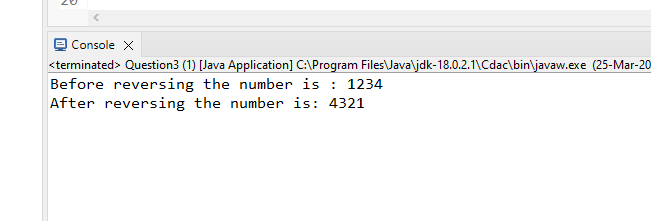 20
Console
<terminated> Question3 (1) [Java Application] C:\Program Files\Java\jdk-18.0.2.1\Cdac\bin\javaw.exe (25-Mar-20
Before reversing the number is : 1234
After reversing the number is: 4321